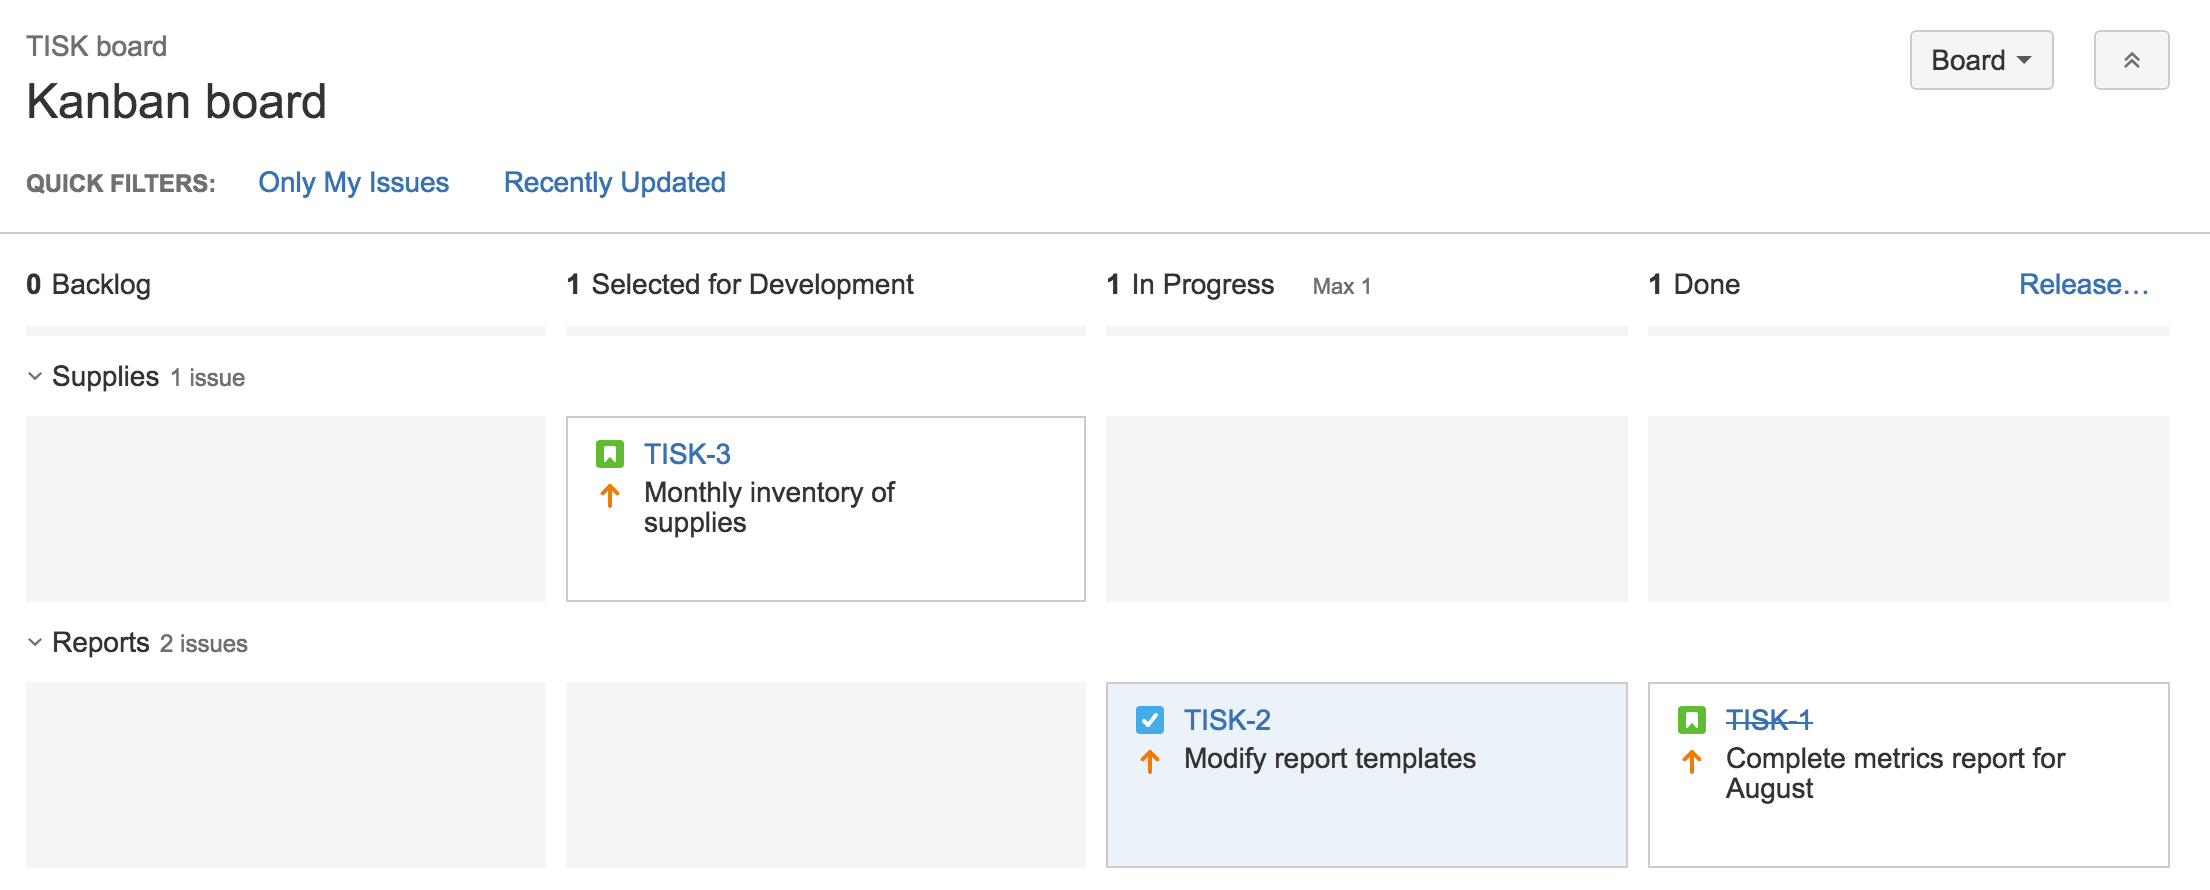 TISK board
Kanban board
Board
QUICK FILTERS: Only My Issues Recently Updated
0 Backlog 1 Selected for Development 1 In Progress Max 1 1 Done Release...
Supplies 1 issue
TISK-3
Monthly inventory of
supplies
Reports 2 issues
TISK-2
Modify report templates
TISK-1
Complete metrics report for
August